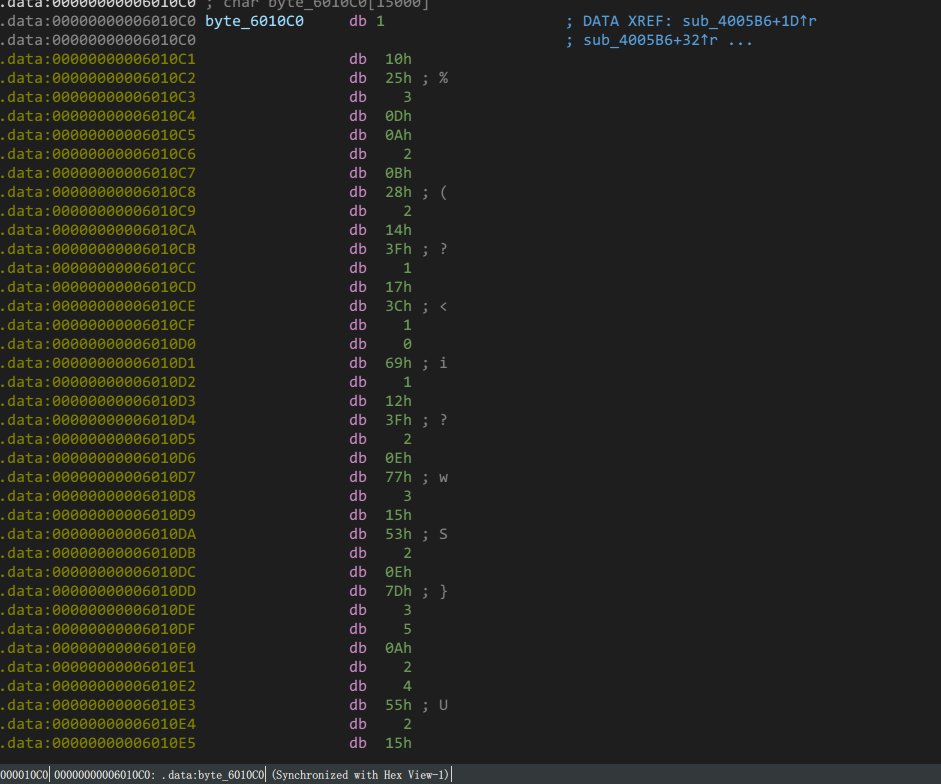 .data:00000000006010C0 ; char byte_6010C0[15000]
.data:00000000006010C0 byte_6010C0     db 1                    ; DATA XREF: sub_4005B6+1D↑r
.data:00000000006010C0                                         ; sub_4005B6+32↑r ...
.data:00000000006010C1                 db  10h
.data:00000000006010C2                 db  25h ; %
.data:00000000006010C3                 db    3
.data:00000000006010C4                 db  0Dh
.data:00000000006010C5                 db  0Ah
.data:00000000006010C6                 db    2
.data:00000000006010C7                 db  0Bh
.data:00000000006010C8                 db  28h ; (
.data:00000000006010C9                 db    2
.data:00000000006010CA                 db  14h
.data:00000000006010CB                 db  3Fh ; ?
.data:00000000006010CC                 db    1
.data:00000000006010CD                 db  17h
.data:00000000006010CE                 db  3Ch ; <
.data:00000000006010CF                 db    1
.data:00000000006010D0                 db    0
.data:00000000006010D1                 db  69h ; i
.data:00000000006010D2                 db    1
.data:00000000006010D3                 db  12h
.data:00000000006010D4                 db  3Fh ; ?
.data:00000000006010D5                 db    2
.data:00000000006010D6                 db  0Eh
.data:00000000006010D7                 db  77h ; w
.data:00000000006010D8                 db    3
.data:00000000006010D9                 db  15h
.data:00000000006010DA                 db  53h ; S
.data:00000000006010DB                 db    2
.data:00000000006010DC                 db  0Eh
.data:00000000006010DD                 db  7Dh ; }
.data:00000000006010DE                 db    3
.data:00000000006010DF                 db    5
.data:00000000006010E0                 db  0Ah
.data:00000000006010E1                 db    2
.data:00000000006010E2                 db    4
.data:00000000006010E3                 db  55h ; U
.data:00000000006010E4                 db    2
.data:00000000006010E5                 db  15h
000010C0 00000000006010C0: .data:byte_6010C0 (Synchronized with Hex View-1)